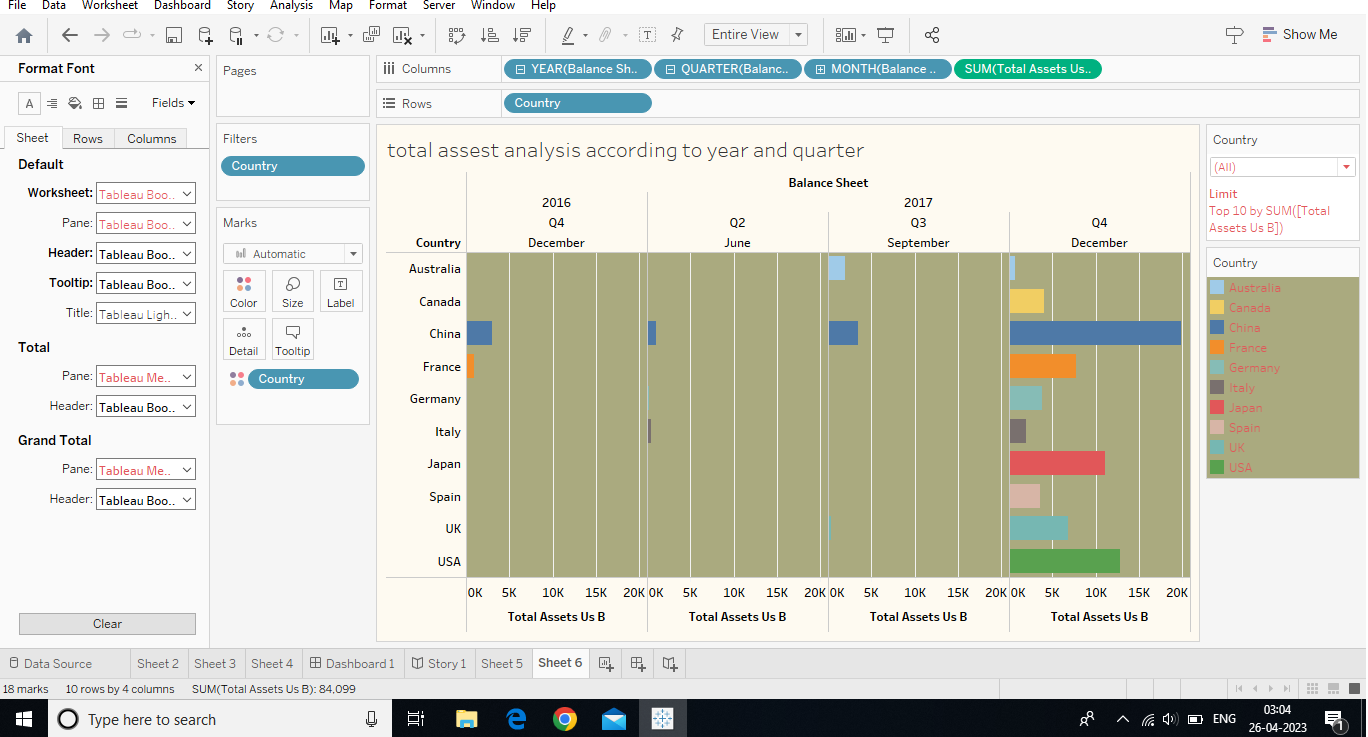 File Data Worksheet Dashboard Story Analysis Map Format Server Window Help
Entire View
Show Me
Format Font
Fields
Sheet Rows Columns
Default
Worksheet: Tableau Boo..
Pane: Tableau Boo..
Header: Tableau Boo..
Tooltip: Tableau Boo..
Title: Tableau Ligh..
Total
Pane: Tableau Me..
Header: Tableau Boo..
Grand Total
Pane: Tableau Me..
Header: Tableau Boo..
Clear
Pages
Filters
Country
Marks
Automatic
Color Size Label
Detail Tooltip
Country
Columns YEAR(Balance Sh.. QUARTER(Balanc.. MONTH(Balance .. SUM(Total Assets Us..
Rows Country
total assest analysis according to year and quarter
Balance Sheet
2016 2017
Q4 Q2 Q3 Q4
Country December June September December
Australia
Canada
China
France
Germany
Italy
Japan
Spain
UK
USA
0K 5K 10K 15K 20K 0K 5K 10K 15K 20K 0K 5K 10K 15K 20K 0K 5K 10K 15K 20K
Total Assets Us B Total Assets Us B Total Assets Us B Total Assets Us B
Country
(All)
Limit
Top 10 by SUM([Total
Assets Us B])
Country
Australia
Canada
China
France
Germany
Italy
Japan
Spain
UK
USA
Data Source Sheet 2 Sheet 3 Sheet 4 Dashboard 1 Story 1 Sheet 5 Sheet 6
18 marks 10 rows by 4 columns SUM(Total Assets Us B): 84,099
Type here to search
ENG
03:04
26-04-2023
1